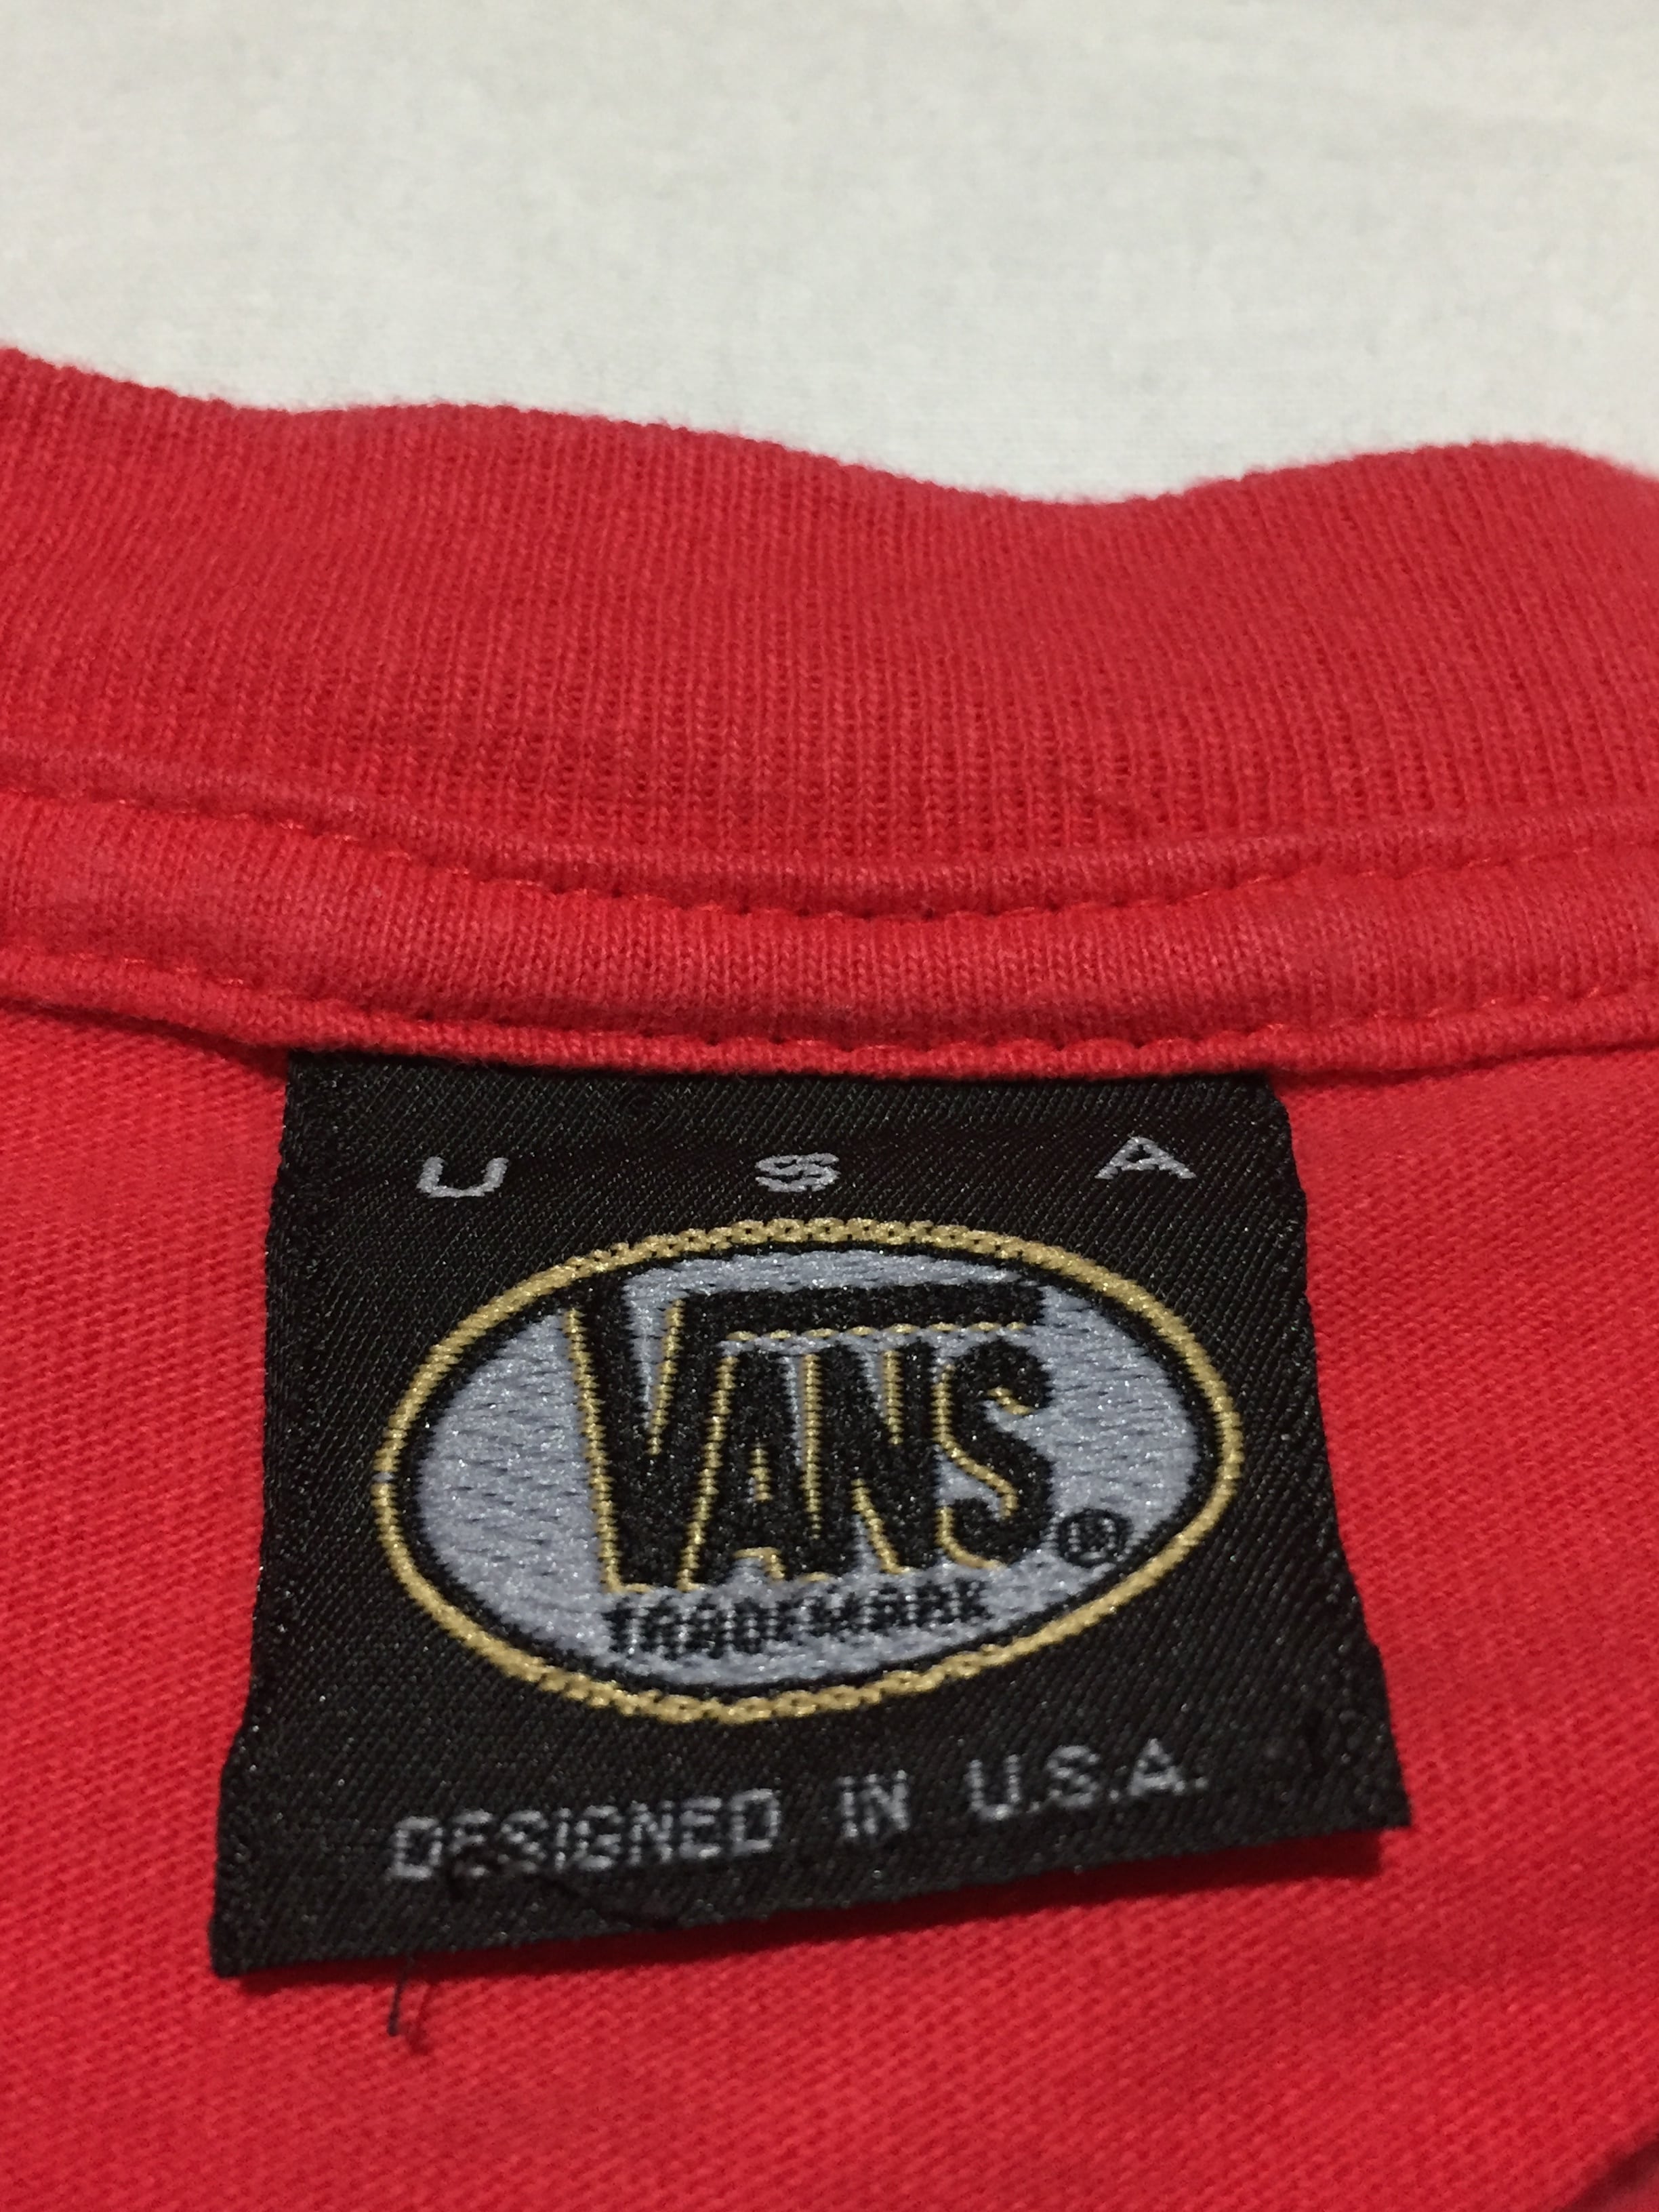 U S A
VANS®
TRADEMARK
DESIGNED IN U.S.A.